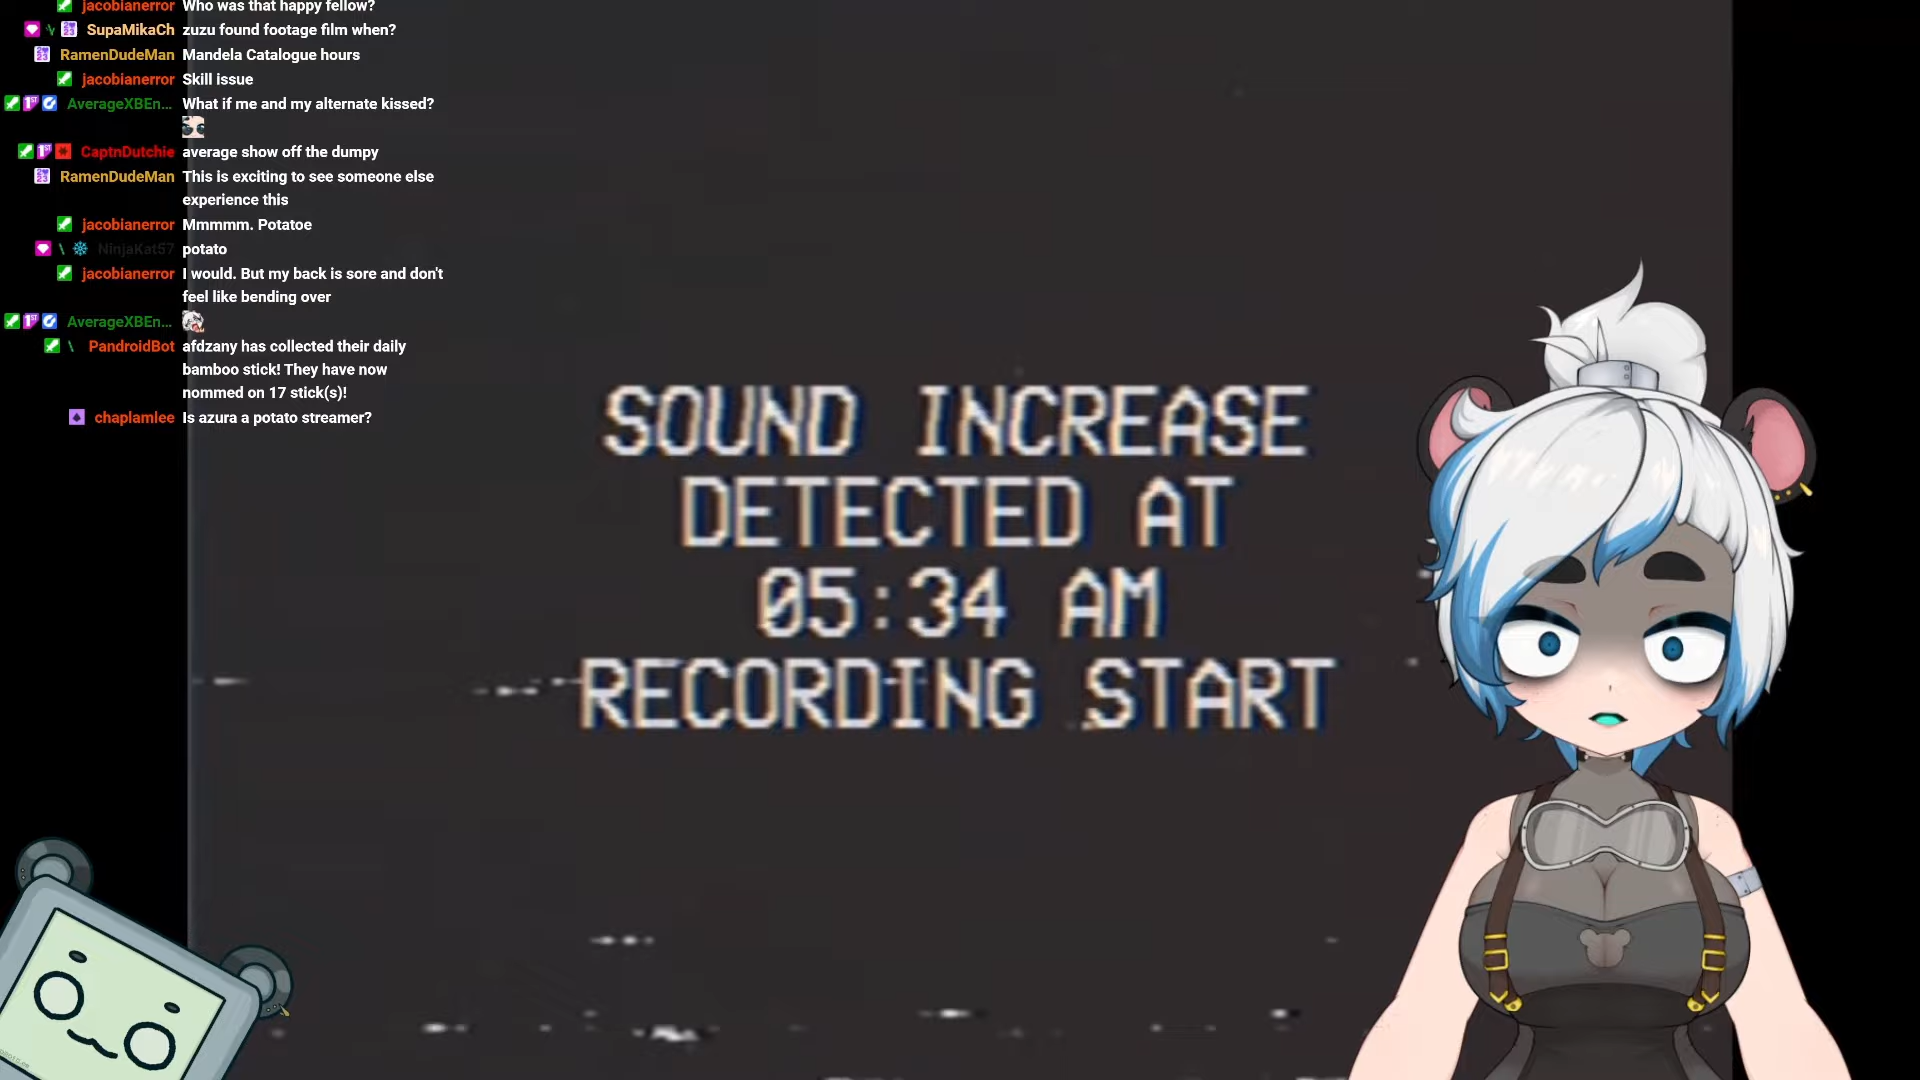 jacobianerror Who was that happy fellow?
SupaMikaCh zuzu found footage film when?
RamenDudeMan Mandela Catalogue hours
jacobianerror Skill issue
AverageXBEn... What if me and my alternate kissed?
CaptnDutchie average show off the dumpy
RamenDudeMan This is exciting to see someone else
experience this
jacobianerror Mmmmm. Potatoe
NinjaKat57 potato
jacobianerror I would. But my back is sore and don't
feel like bending over
AverageXBEn...
PandroidBot afdzany has collected their daily
bamboo stick! They have now
nommed on 17 stick(s)!
chaplamlee Is azura a potato streamer?
SOUND INCREASE
DETECTED AT
05:34 AM
RECORDING START